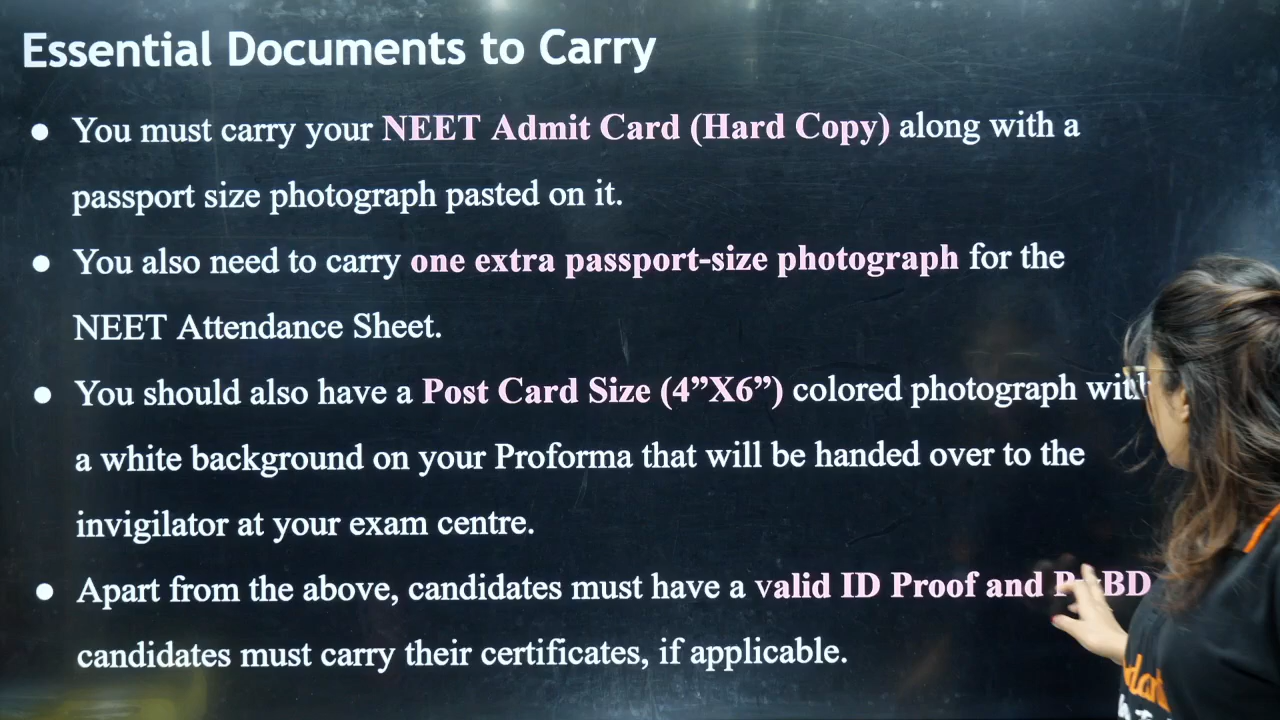 Essential Documents to Carry
● You must carry your NEET Admit Card (Hard Copy) along with a
passport size photograph pasted on it.
● You also need to carry one extra passport-size photograph for the
NEET Attendance Sheet.
● You should also have a Post Card Size (4”X6”) colored photograph with
a white background on your Proforma that will be handed over to the
invigilator at your exam centre.
● Apart from the above, candidates must have a valid ID Proof and
candidates must carry their certificates, if applicable.